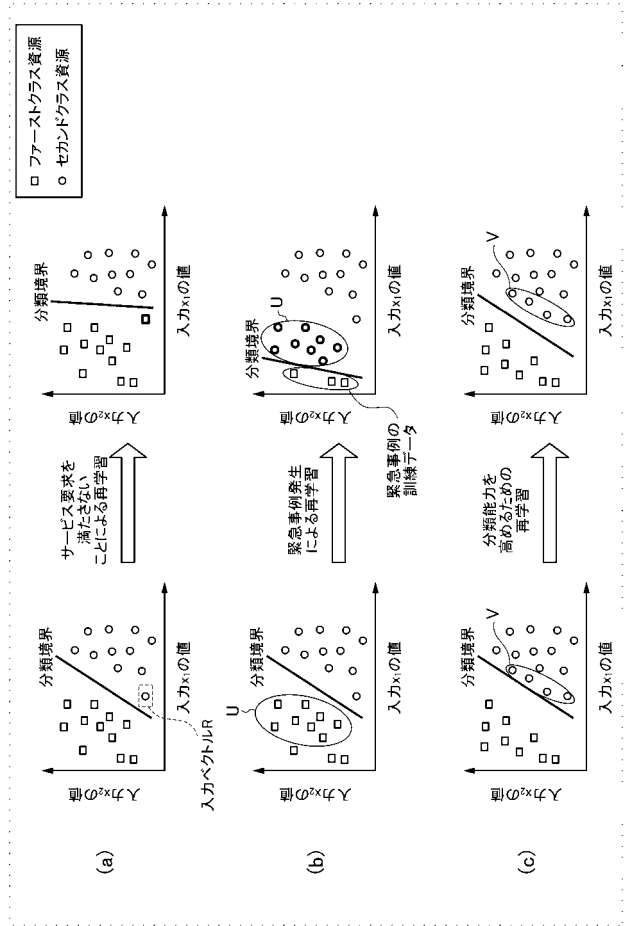 □ ファーストクラス資源
○ セカンドクラス資源
(a)
入力x₂の値
分類境界
入力x₁の値
入力ベクトルR
サービス要求を
満たさない
ことによる再学習
入力x₂の値
分類境界
入力x₁の値
(b)
入力x₂の値
U
分類境界
入力x₁の値
緊急事例発生
による再学習
入力x₂の値
分類境界
U
入力x₁の値
緊急事例の
訓練データ
(c)
入力x₂の値
分類境界
V
入力x₁の値
分類能力を
高めるための
再学習
入力x₂の値
分類境界
V
入力x₁の値